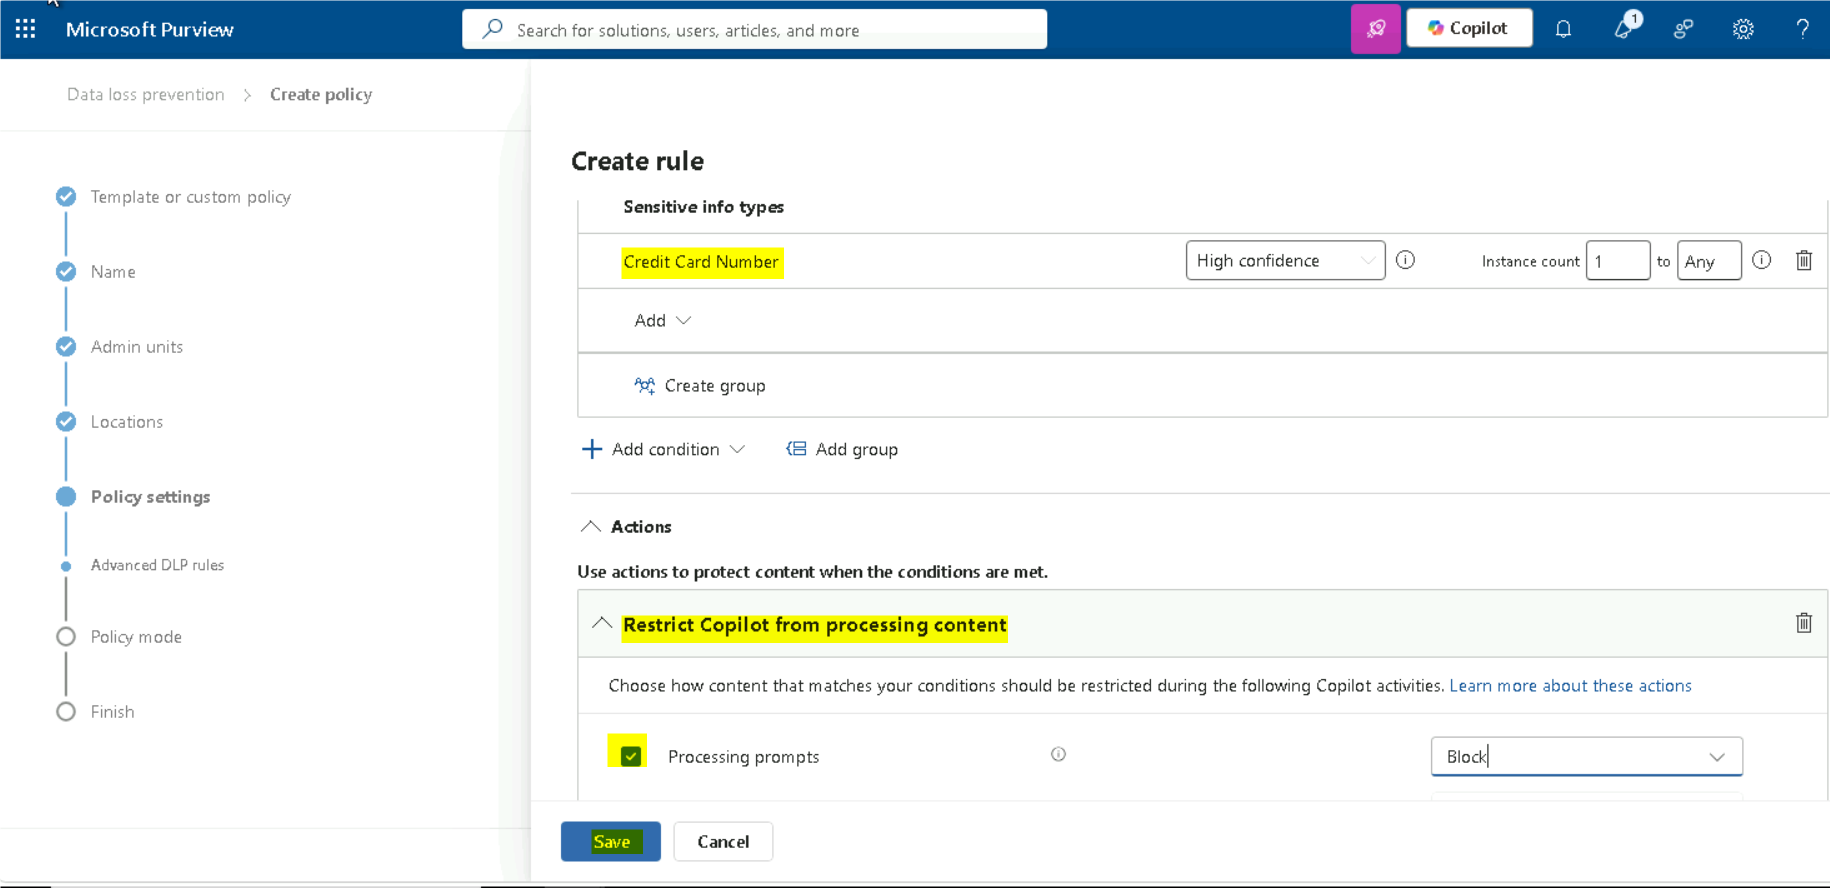 Microsoft Purview
Search for solutions, users, articles, and more
Copilot
1
?
Data loss prevention > Create policy
Template or custom policy
Name
Admin units
Locations
Policy settings
Advanced DLP rules
Policy mode
Finish
Create rule
Sensitive info types
Credit Card Number High confidence Instance count 1 to Any
Add
Create group
Add condition Add group
Actions
Use actions to protect content when the conditions are met.
Restrict Copilot from processing content
Choose how content that matches your conditions should be restricted during the following Copilot activities. Learn more about these actions
Processing prompts Block
Save Cancel